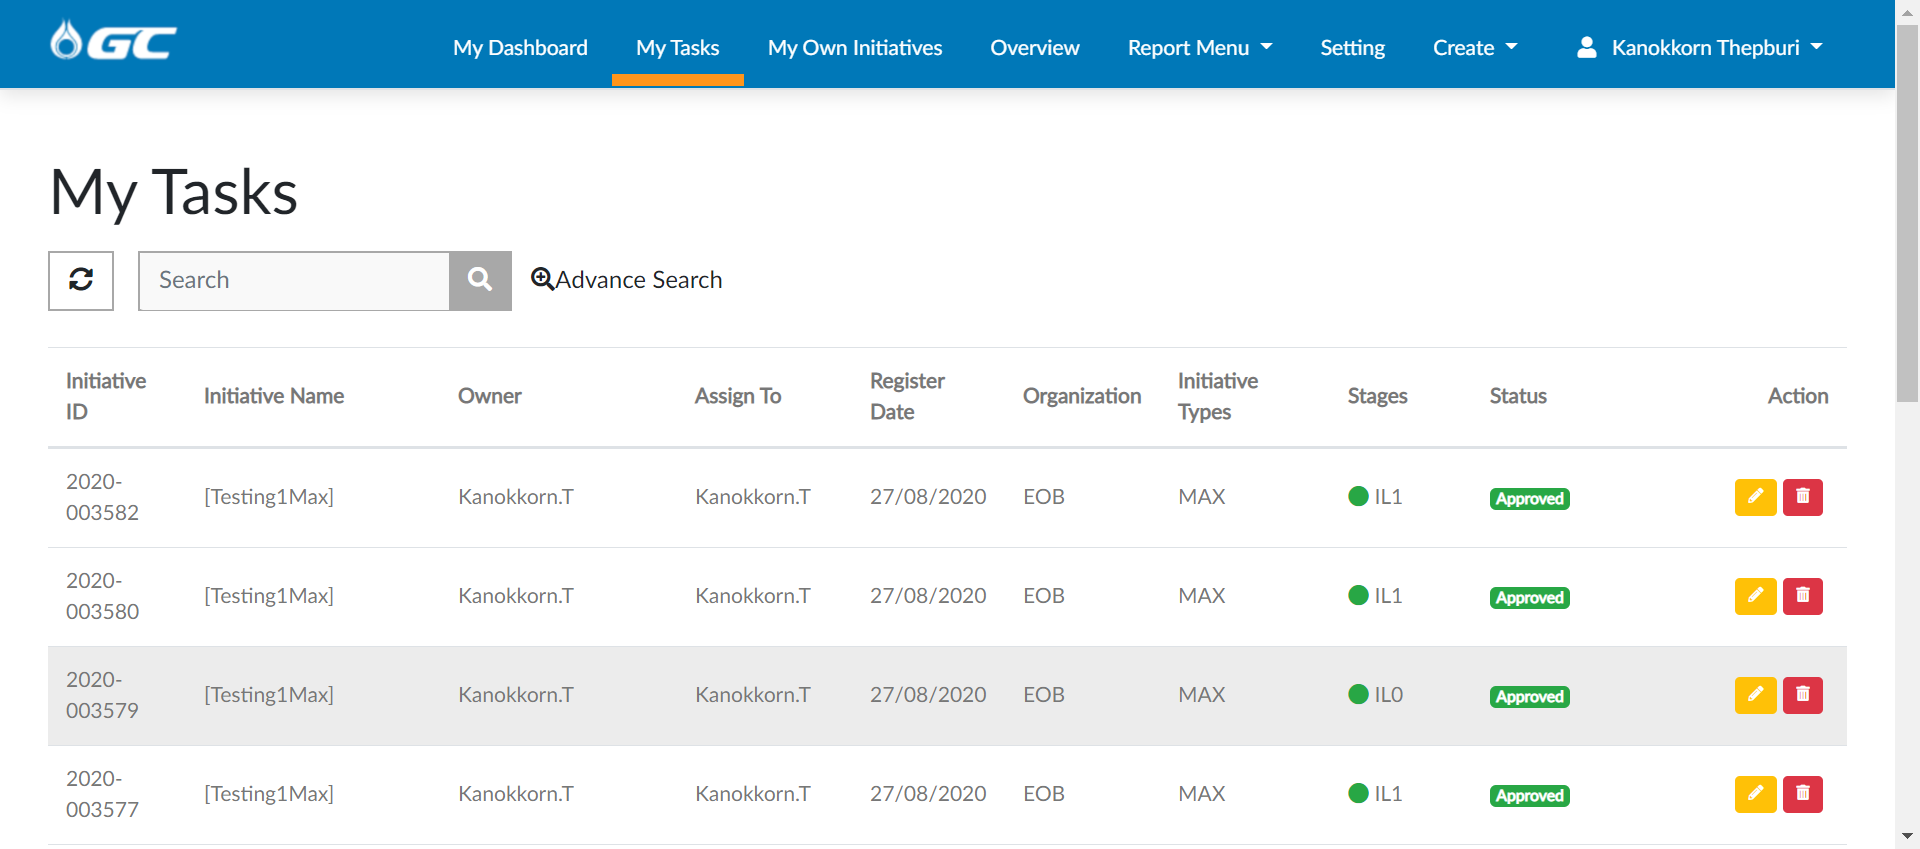 GC
My Dashboard
My Tasks
My Own Initiatives
Overview
Report Menu
Setting
Create
Kanokkorn Thepburi
My Tasks
Search
Advance Search
Initiative ID
Initiative Name
Owner
Assign To
Register Date
Organization
Initiative Types
Stages
Status
Action
2020-003582
[Testing1Max]
Kanokkorn.T
Kanokkorn.T
27/08/2020
EOB
MAX
IL1
Approved
2020-003580
[Testing1Max]
Kanokkorn.T
Kanokkorn.T
27/08/2020
EOB
MAX
IL1
Approved
2020-003579
[Testing1Max]
Kanokkorn.T
Kanokkorn.T
27/08/2020
EOB
MAX
IL0
Approved
2020-003577
[Testing1Max]
Kanokkorn.T
Kanokkorn.T
27/08/2020
EOB
MAX
IL1
Approved